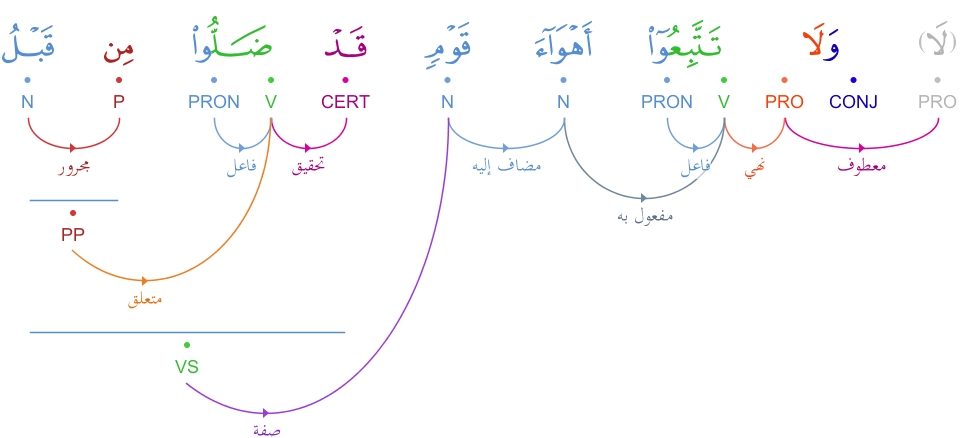 (لَا) وَلَا تَتَّبِعُوٓا۟ أَهْوَآءَ قَوْمٍ قَدْ ضَلُّوا۟ مِن قَبْلُ
PRO CONJ PRO V PRON N N CERT V PRON P N
معطوف نهي فاعل مضاف إليه تحقيق فاعل مجرور
مفعول به
PP
متعلق
VS
صفة